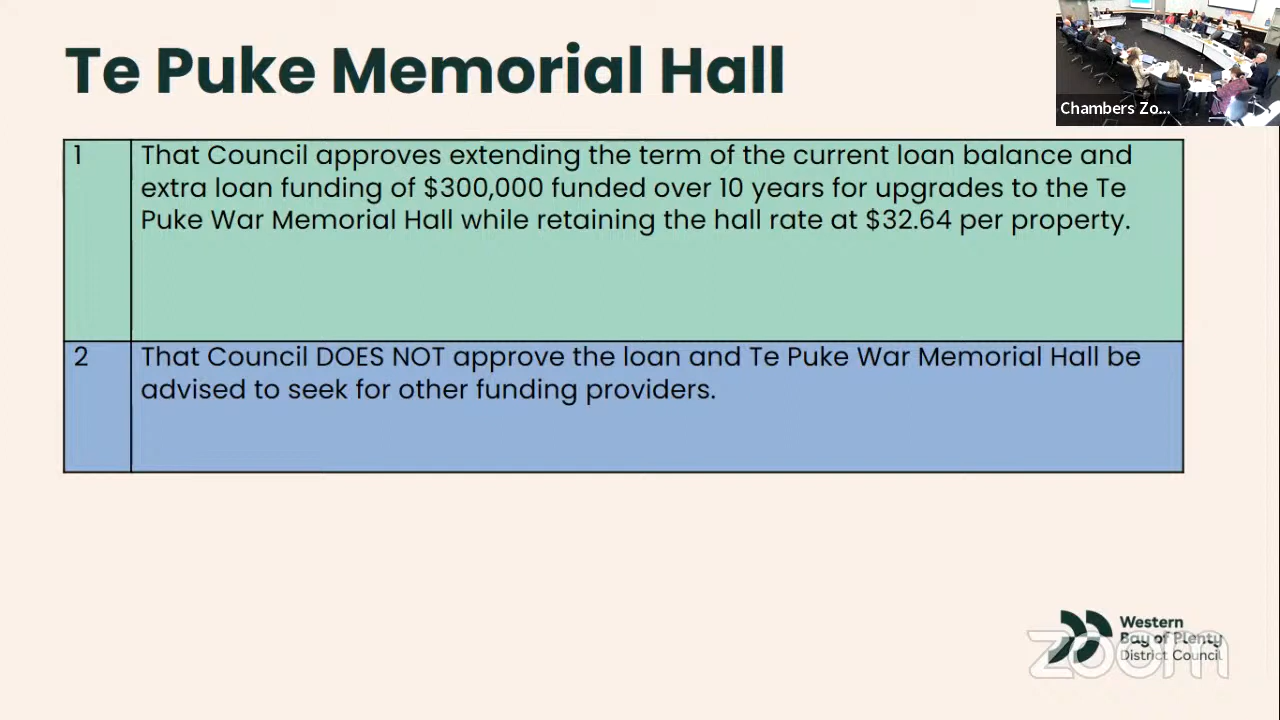 Te Puke Memorial Hall
Chambers Zo...
1
That Council approves extending the term of the current loan balance and
extra loan funding of $300,000 funded over 10 years for upgrades to the Te
Puke War Memorial Hall while retaining the hall rate at $32.64 per property.
2
That Council DOES NOT approve the loan and Te Puke War Memorial Hall be
advised to seek for other funding providers.
Western
Bay of Plenty
District Council
zoom